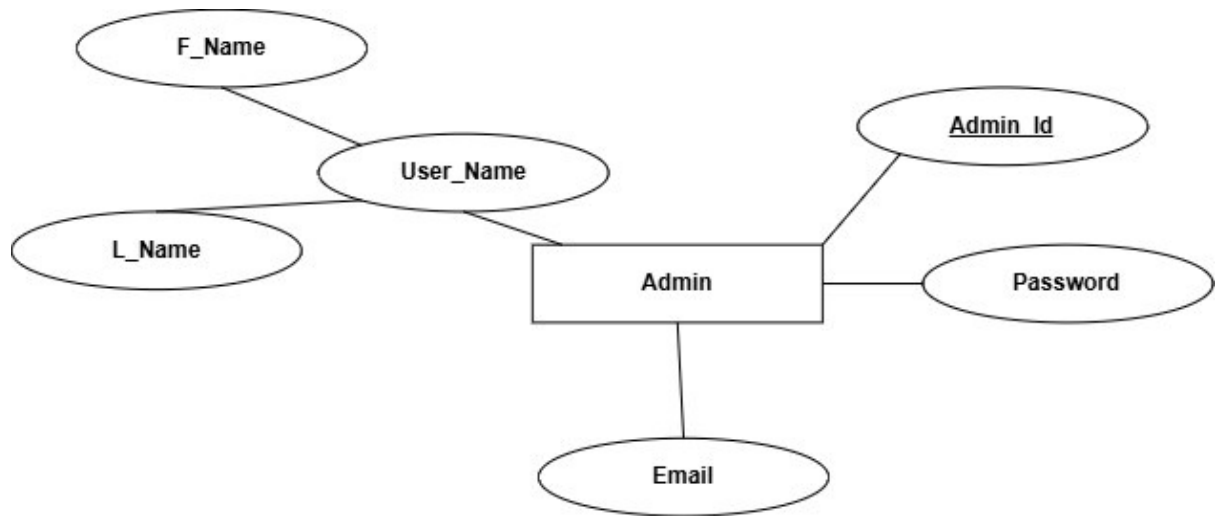 F_Name
Admin_Id
User_Name
L_Name
Admin
Password
Email